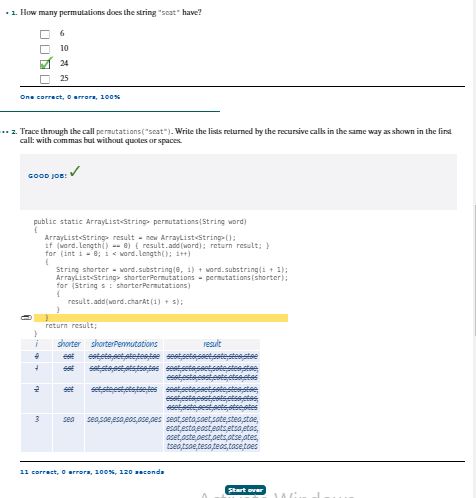 1. How many permutations does the string "seat" have?
6
10
24
25
One correct, 0 errors, 100%
2. Trace through the call permutations("seat"). Write the lists returned by the recursive calls in the same way as shown in the first
call: with commas but without quotes or spaces.
GOOD JOB!
public static ArrayList<String> permutations(String word)
{
ArrayList<String> result = new ArrayList<String>();
if (word.length() == 0) { result.add(word); return result; }
for (int i = 0; i < word.length(); i++)
{
String shorter = word.substring(0, i) + word.substring(i + 1);
ArrayList<String> shorterPermutations = permutations(shorter);
for (String s : shorterPermutations)
{
result.add(word.charAt(i) + s);
}
}
return result;
}
i shorter shorterPermutations result
0 eat eat,eta,aet,ate,tea,tae seat,seta,saet,sate,stea,stae
1 sat sat,sta,ast,ats,tsa,tas seat,seta,saet,sate,stea,stae,
esat,esta,east,eats,etsa,etas
2 set set,ste,est,ets,tse,tes seat,seta,saet,sate,stea,stae,
esat,esta,east,eats,etsa,etas,
aset,aste,aest,aets,atse,ates
3 sea sea,sae,esa,eas,ase,aes seat,seta,saet,sate,stea,stae,
esat,esta,east,eats,etsa,etas,
aset,aste,aest,aets,atse,ates,
tsea,tsae,tesa,teas,tase,taes
11 correct, 0 errors, 100%, 120 seconds
Start over
Activate Windows